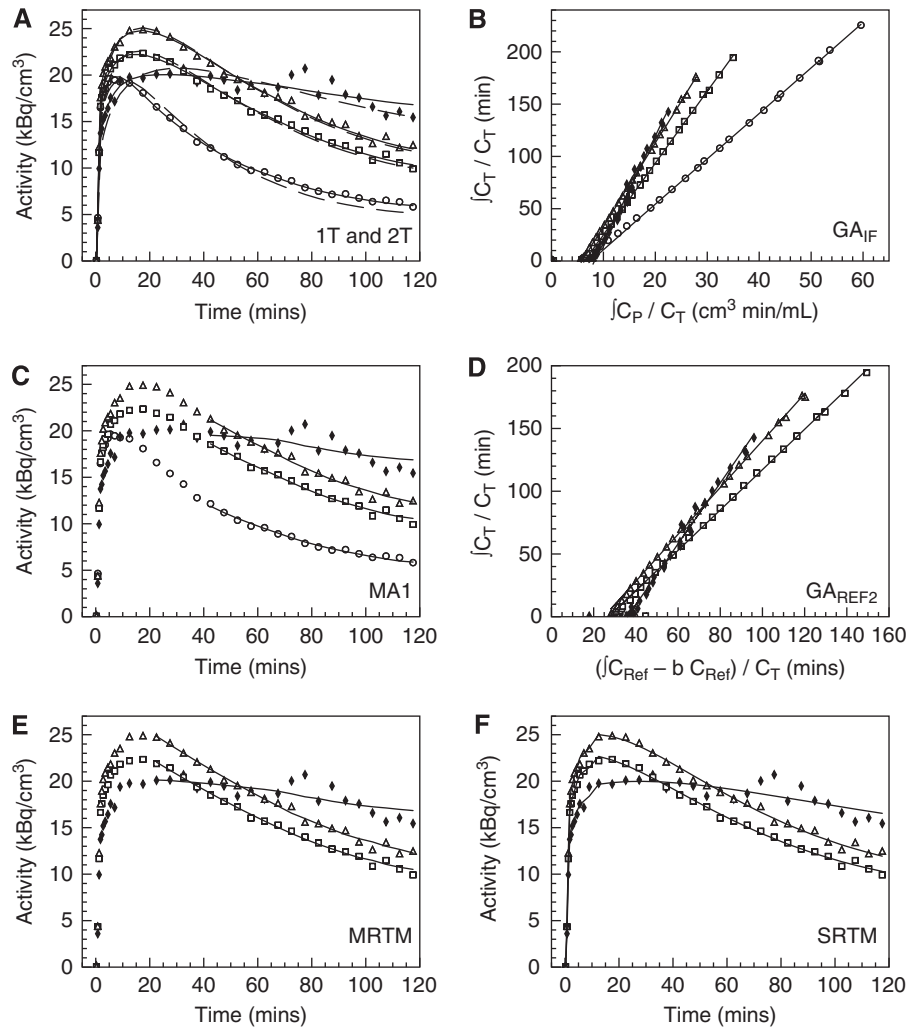 A
Activity (kBq/cm³)
25
20
15
10
5
0
0 20 40 60 80 100 120
1T and 2T
Time (mins)
B
∫C_T / C_T (min)
200
150
100
50
0
0 10 20 30 40 50 60
GA_IF
∫C_P / C_T (cm³ min/mL)
C
Activity (kBq/cm³)
25
20
15
10
5
0
0 20 40 60 80 100 120
MA1
Time (mins)
D
∫C_T / C_T (min)
200
150
100
50
0
0 20 40 60 80 100 120 140 160
GA_REF2
(∫C_Ref – b C_Ref) / C_T (mins)
E
Activity (kBq/cm³)
25
20
15
10
5
0
0 20 40 60 80 100 120
MRTM
Time (mins)
F
Activity (kBq/cm³)
25
20
15
10
5
0
0 20 40 60 80 100 120
SRTM
Time (mins)